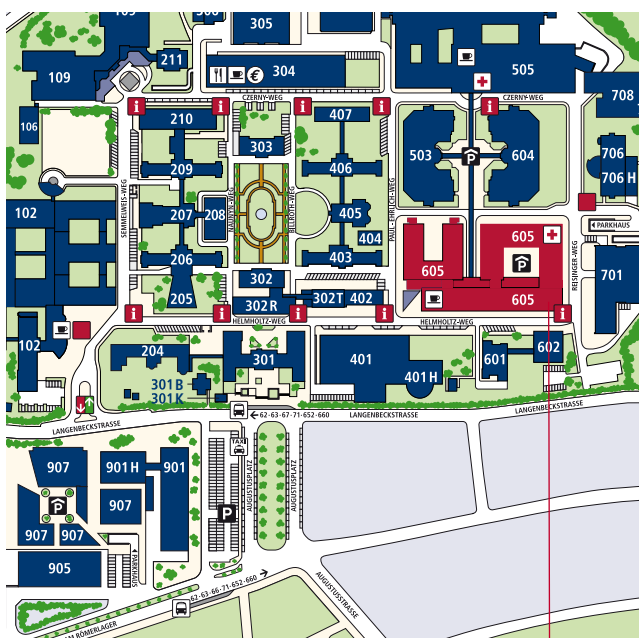 109
305
304
€
211
505
708
CZERNY-WEG
CZERNY-WEG
i
i
i
i
i
106
210
407
303
503
604
P
706
706 H
209
406
SEMMELWEIS-WEG
NAUNYN-WEG
BILLROTH-WEG
PAUL-EHRLICH-WEG
102
207
208
405
404
605
PARKHAUS
206
403
605
P
REISINGER-WEG
701
205
302
302 R
302T
402
605
i
i
i
i
i
HELMHOLTZ-WEG
HELMHOLTZ-WEG
102
204
301
401
601
602
301 B
301 K
401 H
62-63-67-71-652-660
LANGENBECKSTRASSE
LANGENBECKSTRASSE
LANGENBECKSTRASSE
TAXI
907
901 H
901
AUGUSTUSPLATZ
AUGUSTUSPLATZ
907
P
P
907
907
PARKHAUS
905
62-63-66-71-652-660
AUGUSTUSSTRASSE
M RÖMERLAGER